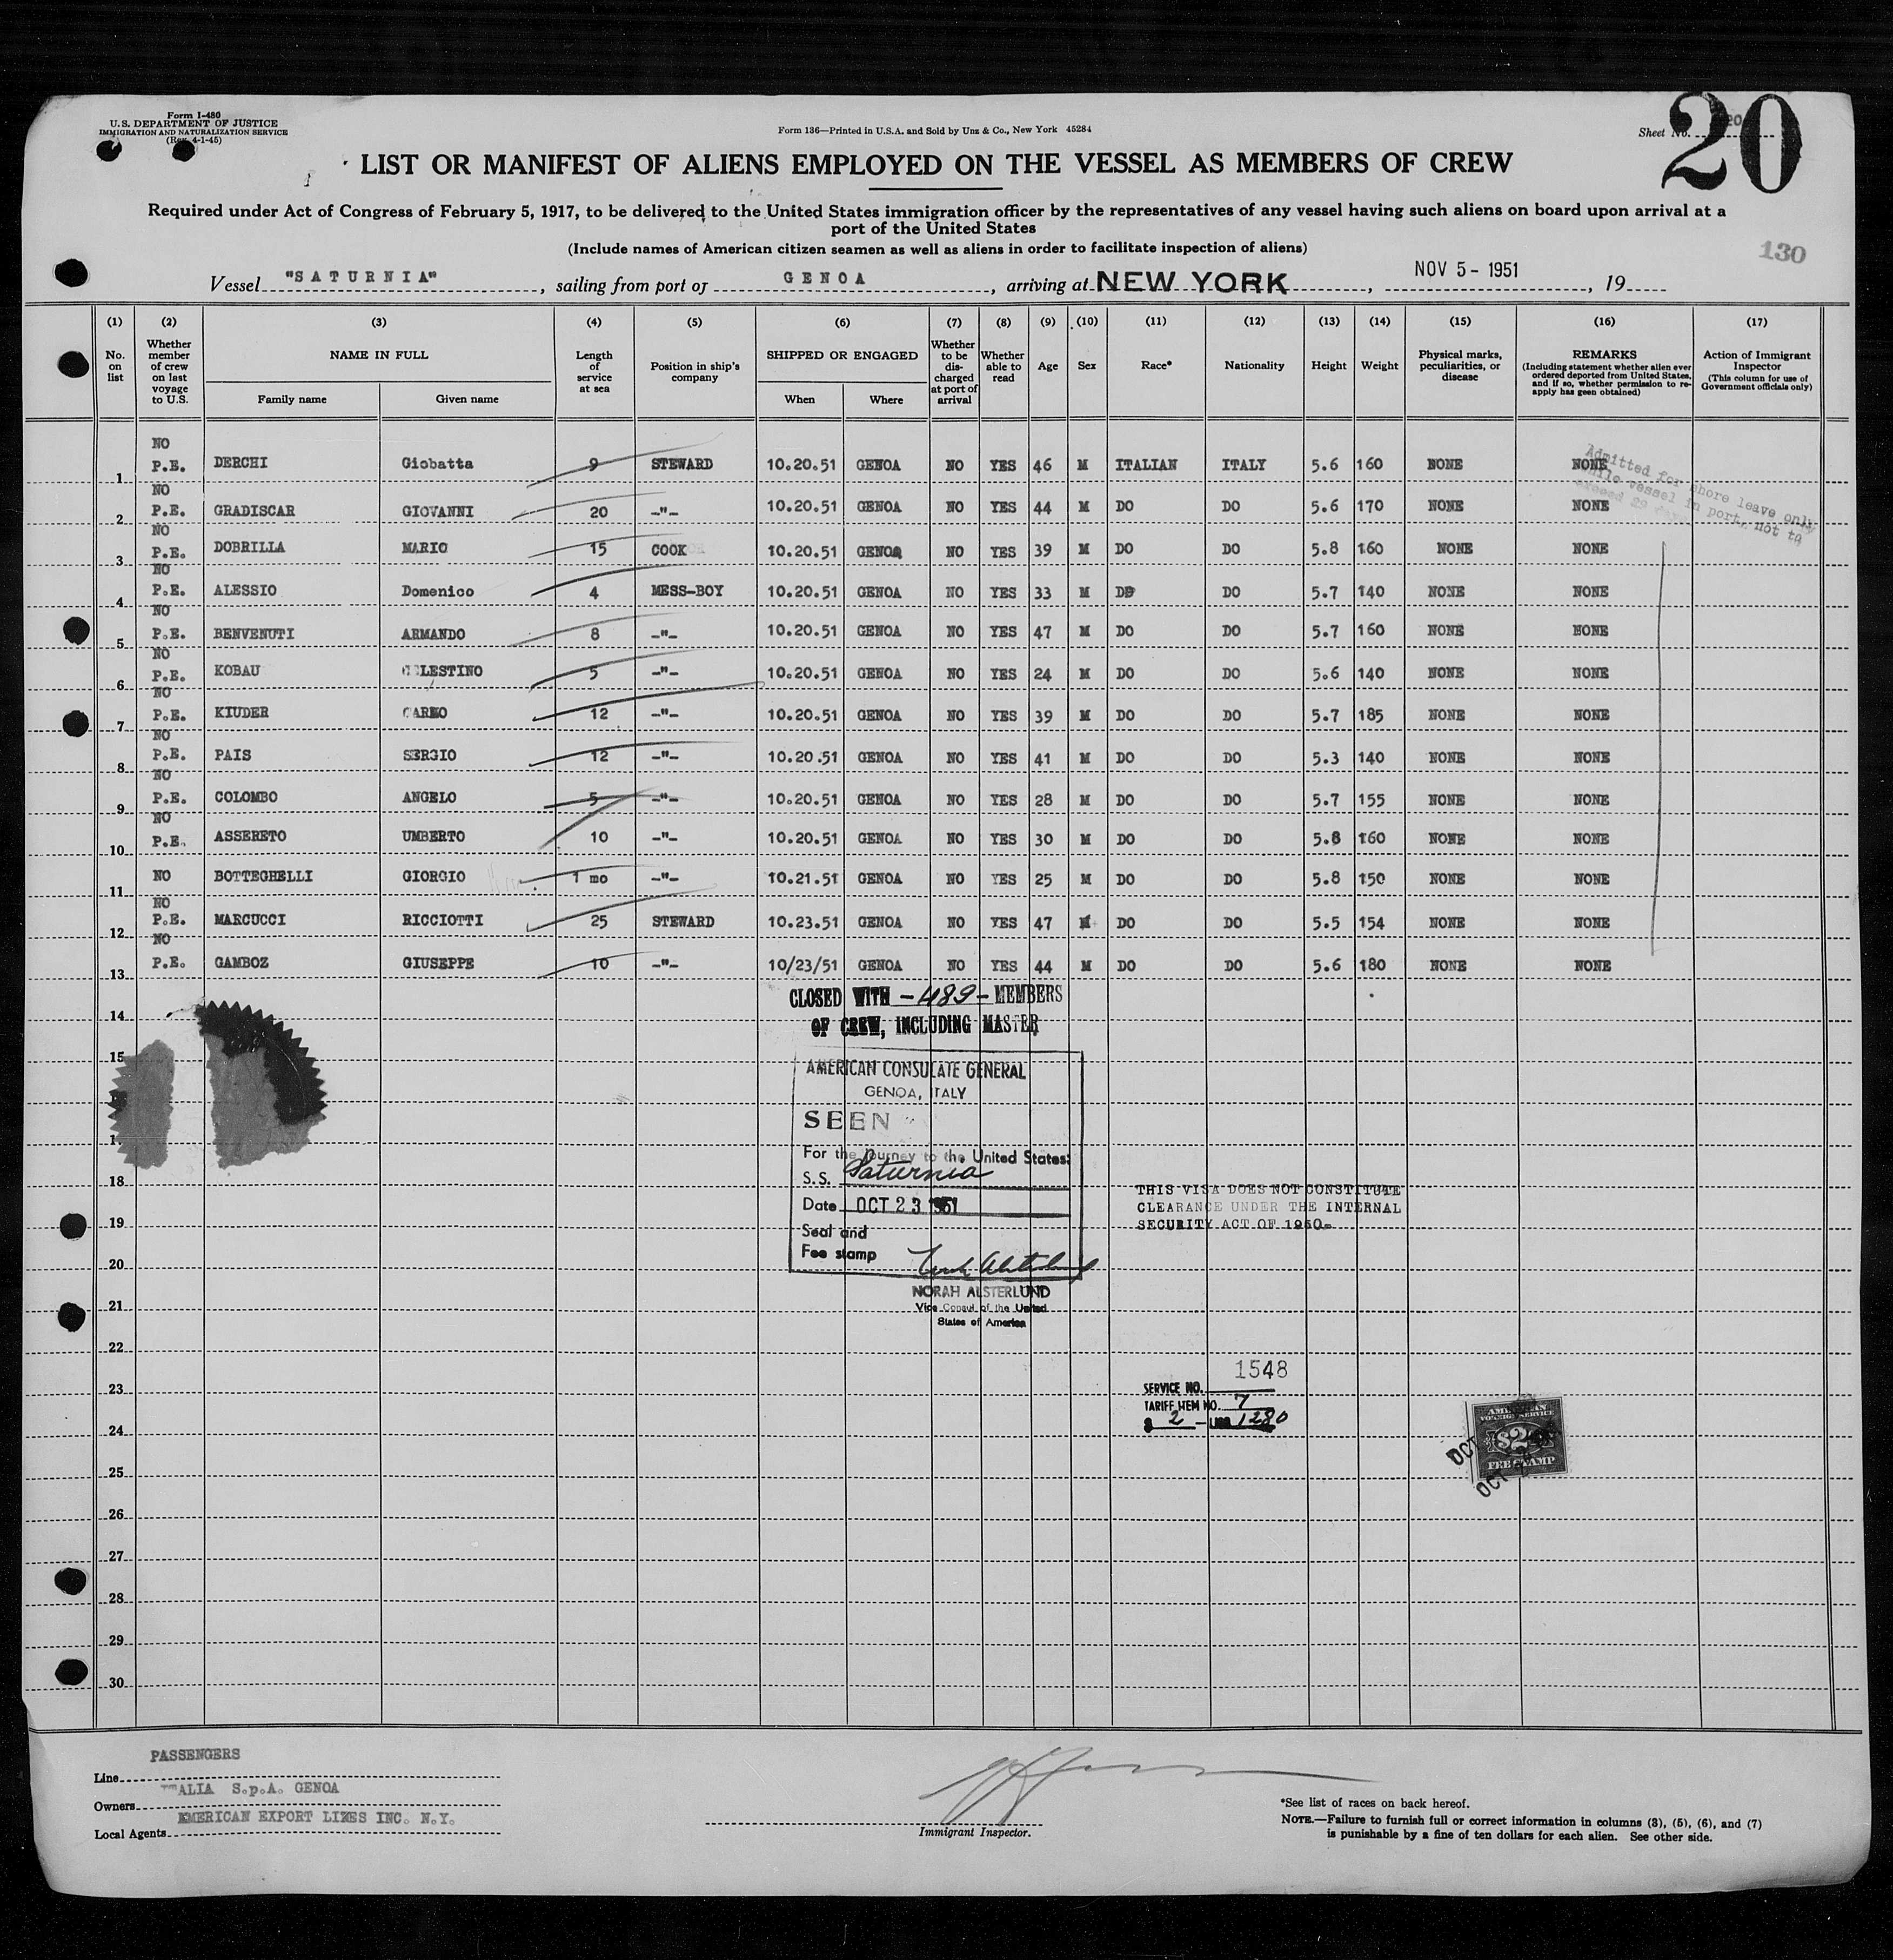 Form I-480
U.S. DEPARTMENT OF JUSTICE
IMMIGRATION AND NATURALIZATION SERVICE
(Rev. 4-1-45)
Form 136—Printed in U.S.A. and Sold by Unz & Co., New York 45284
Sheet No. 20
20
LIST OR MANIFEST OF ALIENS EMPLOYED ON THE VESSEL AS MEMBERS OF CREW
Required under Act of Congress of February 5, 1917, to be delivered to the United States immigration officer by the representatives of any vessel having such aliens on board upon arrival at a
port of the United States
(Include names of American citizen seamen as well as aliens in order to facilitate inspection of aliens)
130
Vessel "SATURNIA", sailing from port of GENOA, arriving at NEW YORK, NOV 5 - 1951, 19
(1) (2) (3) (4) (5) (6) (7) (8) (9) (10) (11) (12) (13) (14) (15) (16) (17)
No. on list
Whether member of crew on last voyage to U.S.
NAME IN FULL
Family name Given name
Length of service at sea
Position in ship's company
SHIPPED OR ENGAGED
When Where
Whether to be discharged at port of arrival
Whether able to read
Age Sex Race* Nationality Height Weight
Physical marks, peculiarities, or disease
REMARKS
(Including statement whether alien ever ordered deported from United States, and if so, whether permission to re-apply has geen obtained)
Action of Immigrant Inspector
(This column for use of Government officials only)
1 NO P.E. DERCHI Giobatta 9 STEWARD 10.20.51 GENOA NO YES 46 M ITALIAN ITALY 5.6 160 NONE NONE
2 NO P.E. GRADISCAR GIOVANNI 20 -"- 10.20.51 GENOA NO YES 44 M DO DO 5.6 170 NONE NONE
3 NO P.E. DOBRILLA MARIO 15 COOK 10.20.51 GENOA NO YES 39 M DO DO 5.8 160 NONE NONE
4 NO P.E. ALESSIO Domenico 4 MESS-BOY 10.20.51 GENOA NO YES 33 M DO DO 5.7 140 NONE NONE
5 NO P.E. BENVENUTI ARMANDO 8 -"- 10.20.51 GENOA NO YES 47 M DO DO 5.7 160 NONE NONE
6 NO P.E. KOBAU CELESTINO 5 -"- 10.20.51 GENOA NO YES 24 M DO DO 5.6 140 NONE NONE
7 NO P.E. KIUDER 12 -"- 10.20.51 GENOA NO YES 39 M DO DO 5.7 185 NONE NONE
8 NO P.E. PAIS SERGIO 12 -"- 10.20.51 GENOA NO YES 41 M DO DO 5.3 140 NONE NONE
9 NO P.E. COLOMBO ANGELO 5 -"- 10.20.51 GENOA NO YES 28 M DO DO 5.7 155 NONE NONE
10 NO P.E. ASSERETO UMBERTO 10 -"- 10.20.51 GENOA NO YES 30 M DO DO 5.8 160 NONE NONE
11 NO BOTTEGHELLI GIORGIO 1 mo -"- 10.21.51 GENOA NO YES 25 M DO DO 5.8 150 NONE NONE
12 NO P.E. MARCUCCI RICCIOTTI 25 STEWARD 10.23.51 GENOA NO YES 47 M DO DO 5.5 154 NONE NONE
13 NO P.E. GAMBOZ GIUSEPPE 10 -"- 10/23/51 GENOA NO YES 44 M DO DO 5.6 180 NONE NONE
Admitted for shore leave only
while vessel in port, not to
exceed 29 days
CLOSED WITH - 489 - MEMBERS
OF CREW, INCLUDING MASTER
14
15
AMERICAN CONSULATE GENERAL
GENOA, ITALY
SEEN
For the Journey to the United States:
S.S. Saturnia
Date OCT 23 1951
Seal and
Fee stamp
NORAH ALSTERLUND
Vice Consul of the United
States of America
THIS VISA DOES NOT CONSTITUTE
CLEARANCE UNDER THE INTERNAL
SECURITY ACT OF 1950-
18
19
20
21
22
23
24
25
26
27
28
29
30
1548
SERVICE NO.
TARIFF ITEM NO. 7
$ 2 - 1280
AMERICAN
FOREIGN SERVICE
$2
FEE STAMP
OCT
OCT
PASSENGERS
Line
ITALIA S.p.A. GENOA
Owners
AMERICAN EXPORT LINES INC. N.Y.
Local Agents
Immigrant Inspector.
*See list of races on back hereof.
NOTE.—Failure to furnish full or correct information in columns (3), (5), (6), and (7)
is punishable by a fine of ten dollars for each alien. See other side.